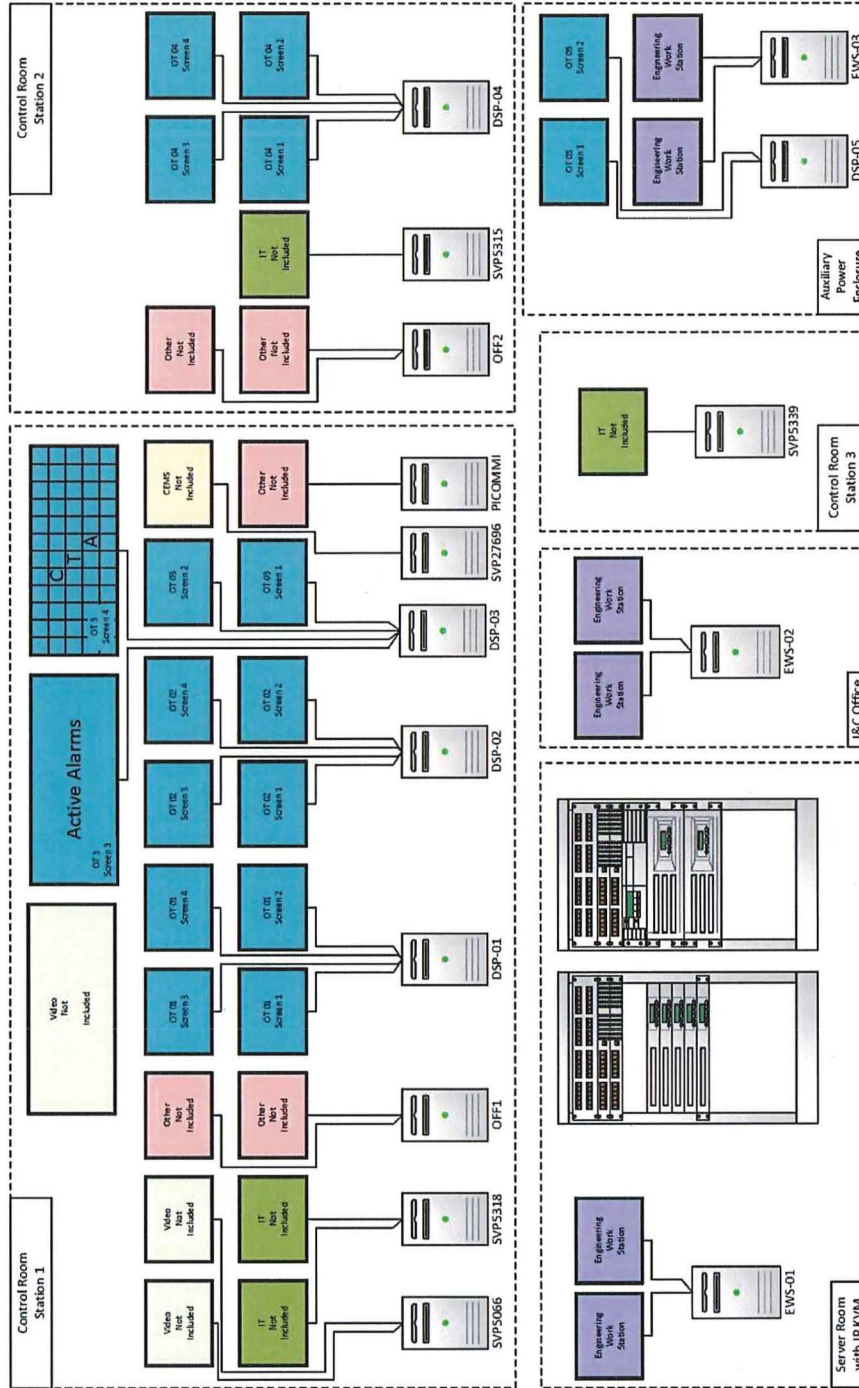 Control Room
Station 1
Video
Not
Included
Active Alarms
OT 3
Screen 3
C T A
OT 3
Screen 4
Video
Not
Included
Video
Not
Included
Other
Not
Included
OT 01
Screen 3
OT 01
Screen 4
OT 02
Screen 3
OT 02
Screen 4
OT 03
Screen 2
CEMS
Not
Included
IT
Not
Included
IT
Not
Included
Other
Not
Included
OT 01
Screen 1
OT 01
Screen 2
OT 02
Screen 1
OT 02
Screen 2
OT 03
Screen 1
Other
Not
Included
SVP5066
SVP5318
OFF1
DSP-01
DSP-02
DSP-03
SVP27696
PICOMMI
Control Room
Station 2
Other
Not
Included
OT 04
Screen 3
OT 04
Screen 4
Other
Not
Included
IT
Not
Included
OT 04
Screen 1
OT 04
Screen 2
OFF2
SVP5315
DSP-04
Engineering
Work
Station
Engineering
Work
Station
EWS-01
Server Room
with IP KVM
Engineering
Work
Station
Engineering
Work
Station
EWS-02
I&C Office
IT
Not
Included
SVP5339
Control Room
Station 3
OT 05
Screen 1
OT 05
Screen 2
Engineering
Work
Station
Engineering
Work
Station
DSP-05
EWS-03
Auxiliary
Power
Enclosure